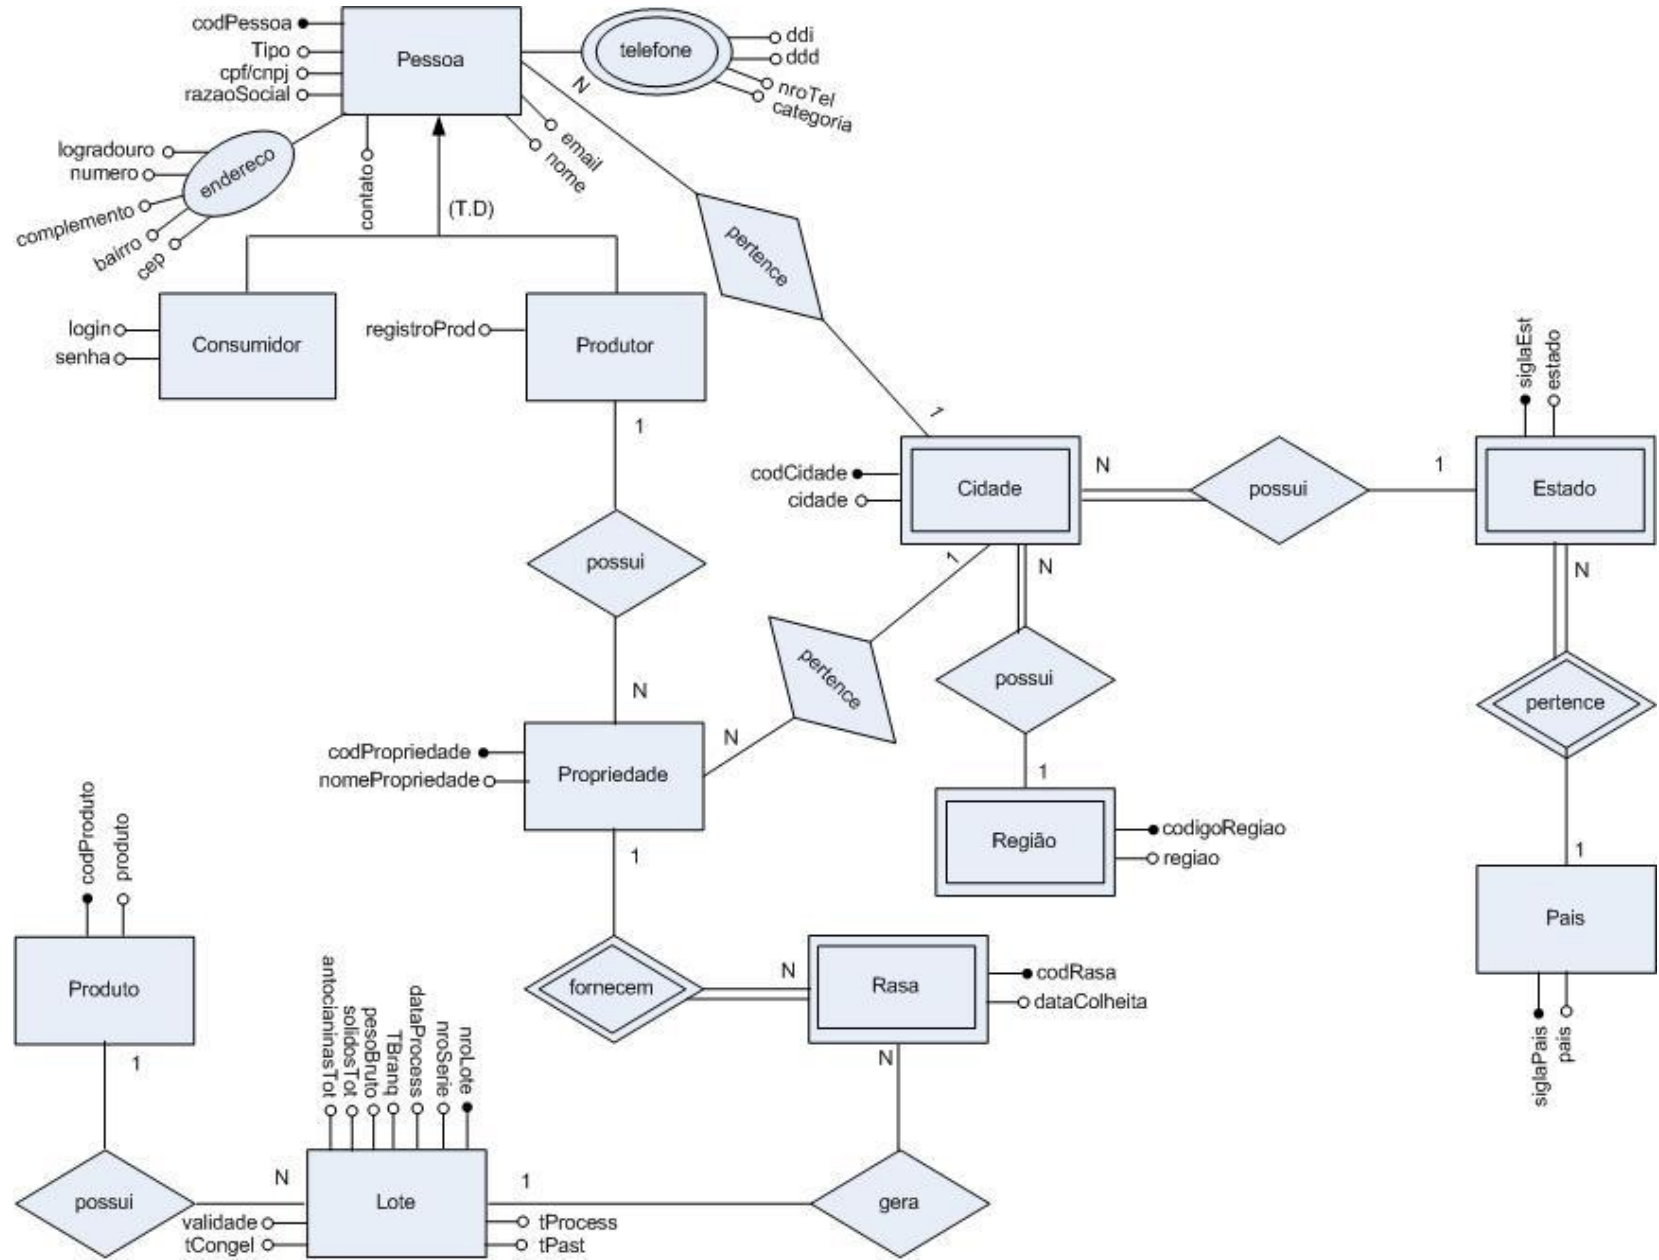 codPessoa
Tipo
cpf/cnpj
razaoSocial
Pessoa
telefone
ddi
ddd
nroTel
categoria
N
email
nome
contato
endereco
logradouro
numero
complemento
bairro
cep
(T.D)
pertence
login
senha
Consumidor
registroProd
Produtor
1
1
siglaEst
estado
codCidade
cidade
Cidade
N
possui
1
Estado
possui
1
N
N
pertence
possui
pertence
N
N
1
codPropriedade
nomePropriedade
Propriedade
1
Região
codigoRegiao
regiao
1
codProduto
produto
Pais
siglaPais
pais
Produto
1
fornecem
N
Rasa
codRasa
dataColheita
N
antocianinasTot
solidosTot
pesoBruto
TBranq
dataProcess
nroSerie
nroLote
possui
N
Lote
1
gera
validade
tCongel
tProcess
tPast